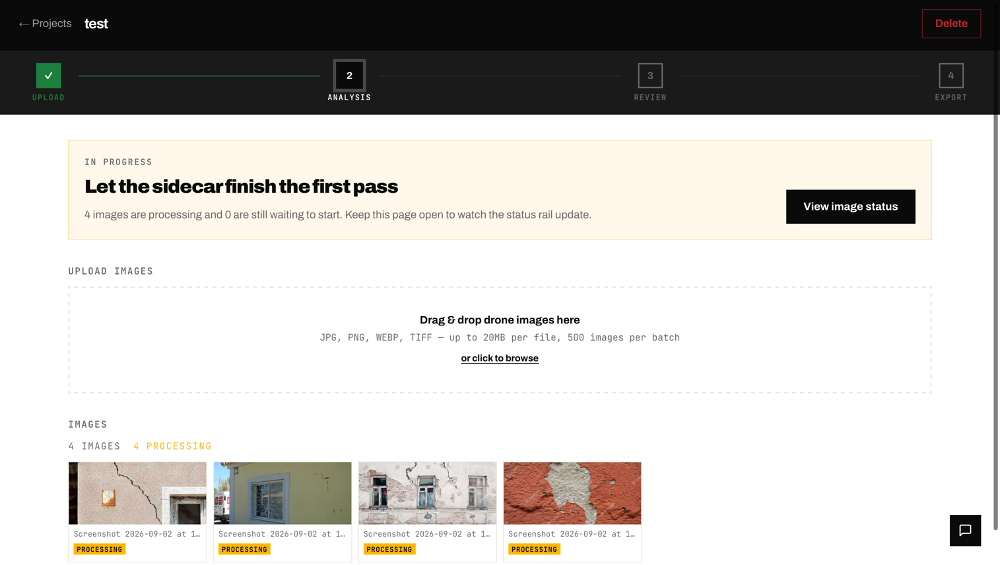 ← Projects test Delete
2 3 4
UPLOAD ANALYSIS REVIEW EXPORT
IN PROGRESS
Let the sidecar finish the first pass
4 images are processing and 0 are still waiting to start. Keep this page open to watch the status rail update.
View image status
UPLOAD IMAGES
Drag & drop drone images here
JPG, PNG, WEBP, TIFF — up to 20MB per file, 500 images per batch
or click to browse
IMAGES
4 IMAGES 4 PROCESSING
Screenshot 2026-09-02 at 1… Screenshot 2026-09-02 at 1… Screenshot 2026-09-02 at 1… Screenshot 2026-09-02 at 1…
PROCESSING PROCESSING PROCESSING PROCESSING